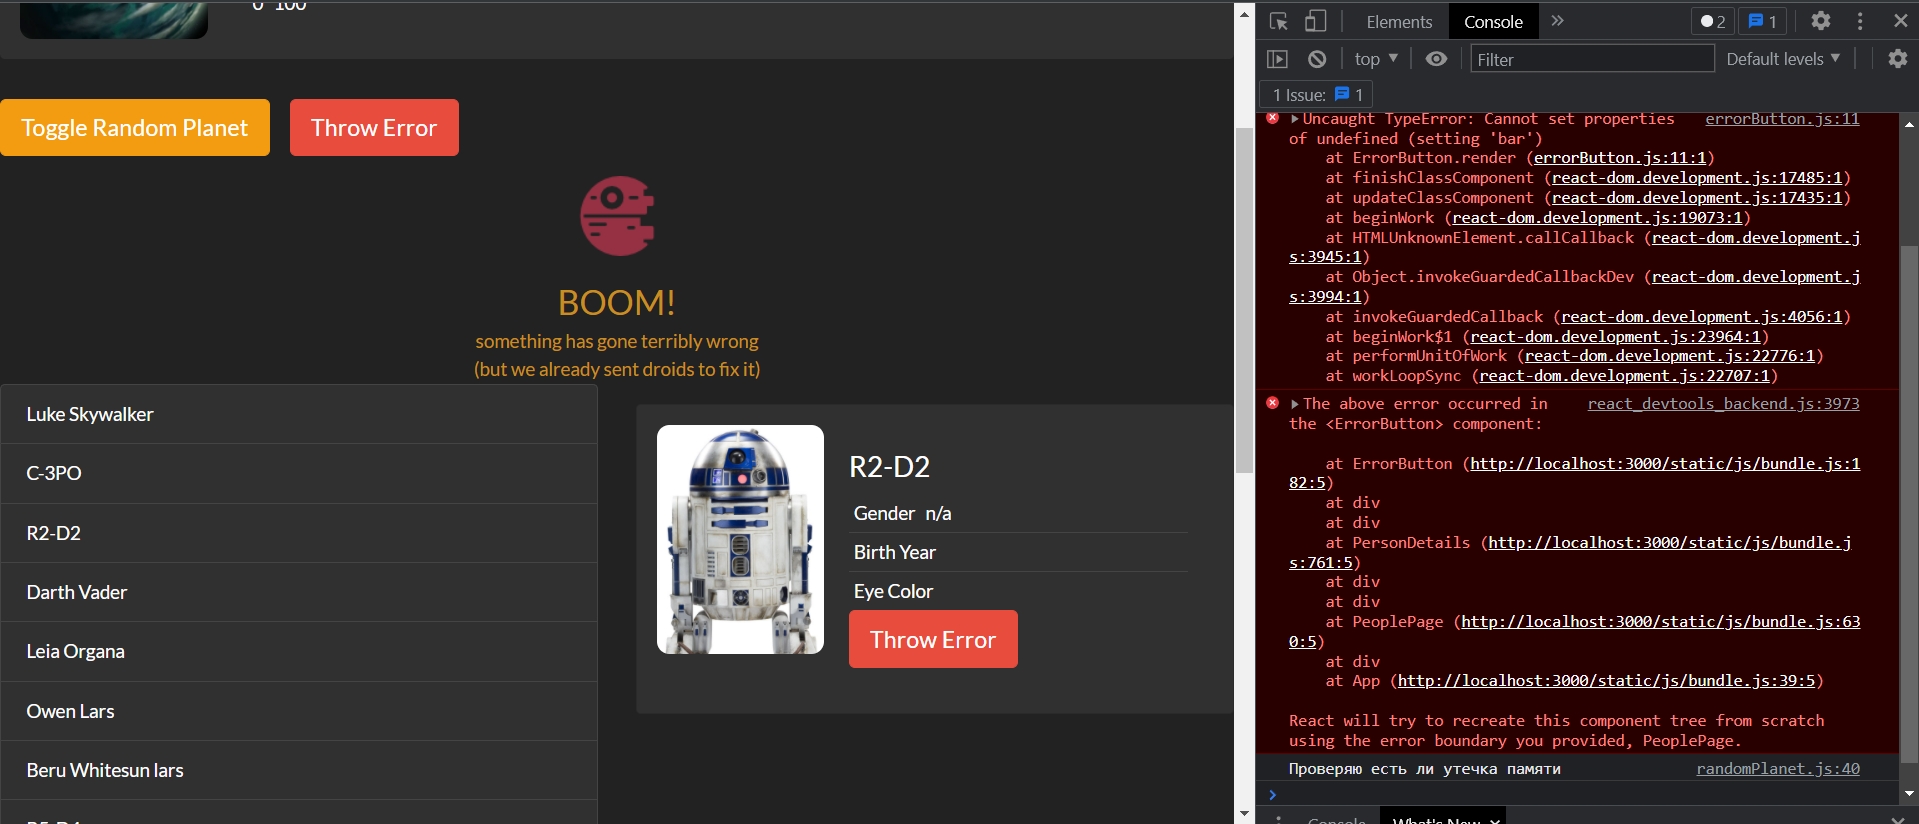 0 100
Toggle Random Planet
Throw Error
BOOM!
something has gone terribly wrong
(but we already sent droids to fix it)
Luke Skywalker
C-3PO
R2-D2
Darth Vader
Leia Organa
Owen Lars
Beru Whitesun lars
R5-D4
R2-D2
Gender n/a
Birth Year
Eye Color
Throw Error
Elements Console 2 1
top Filter Default levels
1 Issue: 1
Uncaught TypeError: Cannot set properties errorButton.js:11
of undefined (setting 'bar')
at ErrorButton.render (errorButton.js:11:1)
at finishClassComponent (react-dom.development.js:17485:1)
at updateClassComponent (react-dom.development.js:17435:1)
at beginWork (react-dom.development.js:19073:1)
at HTMLUnknownElement.callCallback (react-dom.development.j
s:3945:1)
at Object.invokeGuardedCallbackDev (react-dom.development.j
s:3994:1)
at invokeGuardedCallback (react-dom.development.js:4056:1)
at beginWork$1 (react-dom.development.js:23964:1)
at performUnitOfWork (react-dom.development.js:22776:1)
at workLoopSync (react-dom.development.js:22707:1)
The above error occurred in react_devtools_backend.js:3973
the <ErrorButton> component:
at ErrorButton (http://localhost:3000/static/js/bundle.js:1
82:5)
at div
at div
at PersonDetails (http://localhost:3000/static/js/bundle.j
s:761:5)
at div
at div
at PeoplePage (http://localhost:3000/static/js/bundle.js:63
0:5)
at div
at App (http://localhost:3000/static/js/bundle.js:39:5)
React will try to recreate this component tree from scratch
using the error boundary you provided, PeoplePage.
Проверяю есть ли утечка памяти randomPlanet.js:40
Console What's New